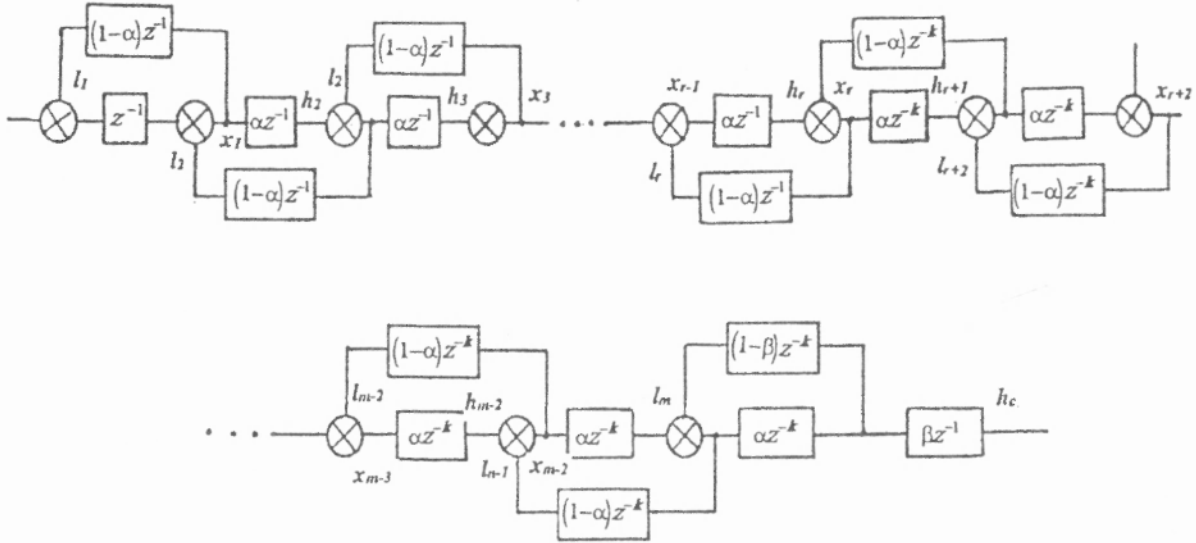 (1-α)z⁻¹
(1-α)z⁻¹
(1-α)z⁻ᵏ
l₁
l₂
x_{r-1}
h_r
x_r
h_{r+1}
x_{r+2}
z⁻¹
x₁
αz⁻¹
h₂
αz⁻¹
h₃
x₃
. . .
αz⁻¹
αz⁻ᵏ
αz⁻ᵏ
l₂
l_r
l_{r+2}
(1-α)z⁻¹
(1-α)z⁻¹
(1-α)z⁻ᵏ
(1-α)z⁻ᵏ
(1-β)z⁻ᵏ
l_{m-2}
h_{m-2}
l_m
h_c
. . . .
αz⁻ᵏ
αz⁻ᵏ
αz⁻ᵏ
βz⁻¹
x_{m-3}
l_{n-1}
x_{m-2}
(1-α)z⁻ᵏ